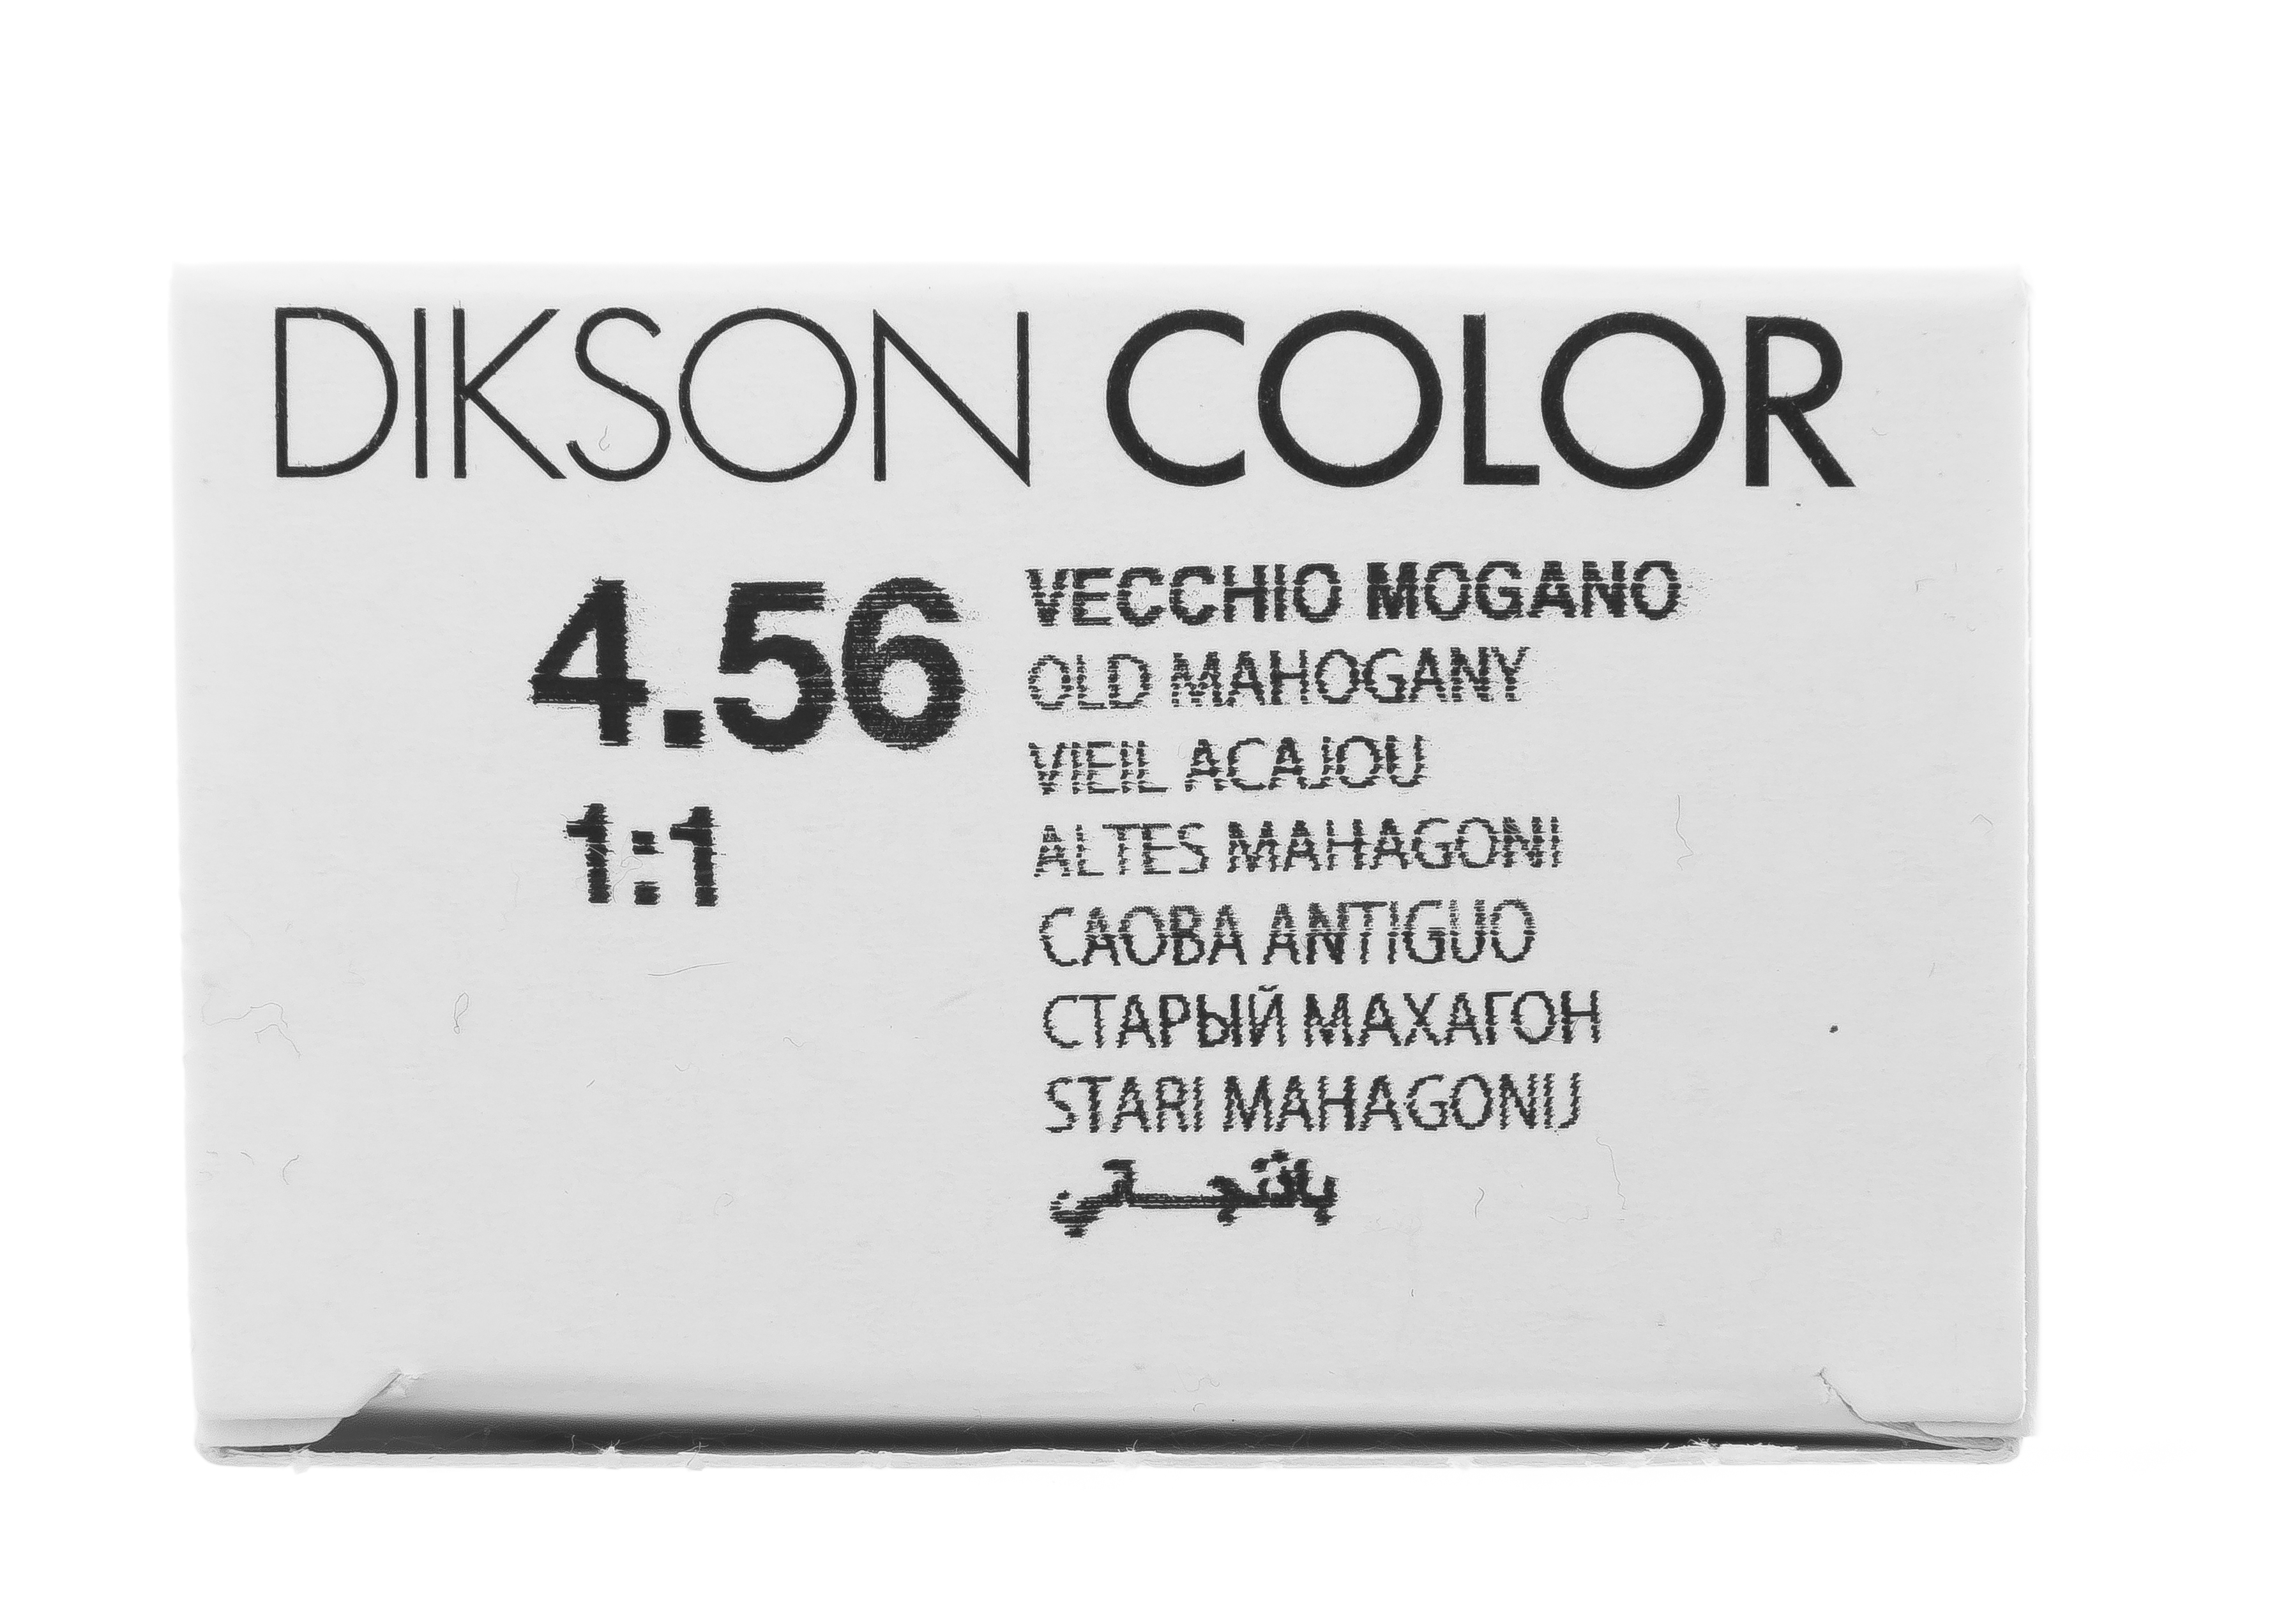 DIKSON COLOR
4.56
1:1
VECCHIO MOGANO
OLD MAHOGANY
VIEIL ACAJOU
ALTES MAHAGONI
CAOBA ANTIGUO
СТАРЫЙ МАХАГОН
STARI MAHAGONIJ